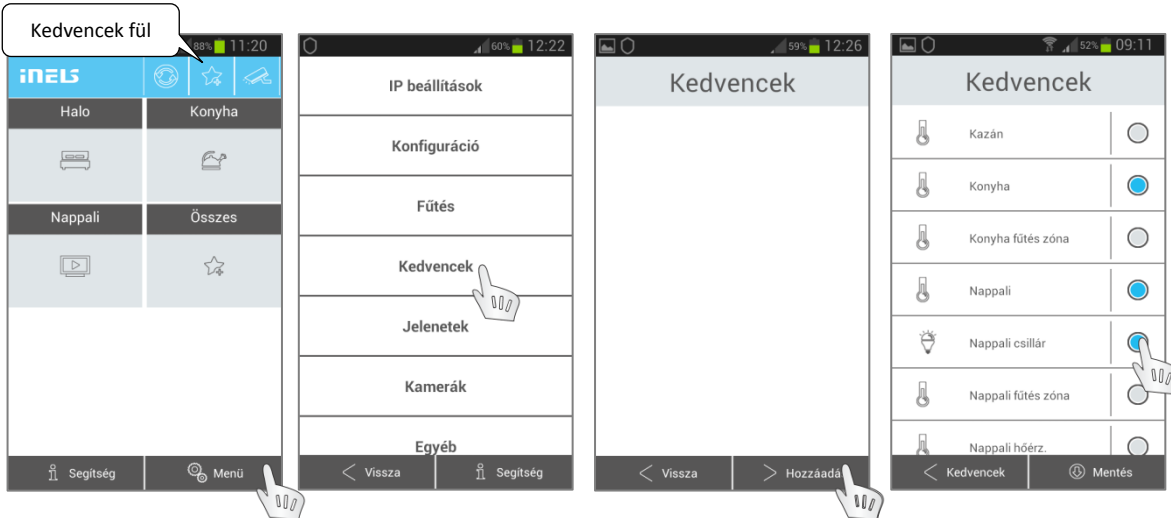 Kedvencek fül
88% 11:20
iNELS
Halo Konyha
Nappali Összes
Segítség Menü
60% 12:22
IP beállítások
Konfiguráció
Fűtés
Kedvencek
Jelenetek
Kamerák
Egyéb
Vissza Segítség
59% 12:26
Kedvencek
Vissza Hozzáadá
52% 09:11
Kedvencek
Kazán
Konyha
Konyha fűtés zóna
Nappali
Nappali csillár
Nappali fűtés zóna
Nappali hőérz.
Kedvencek Mentés